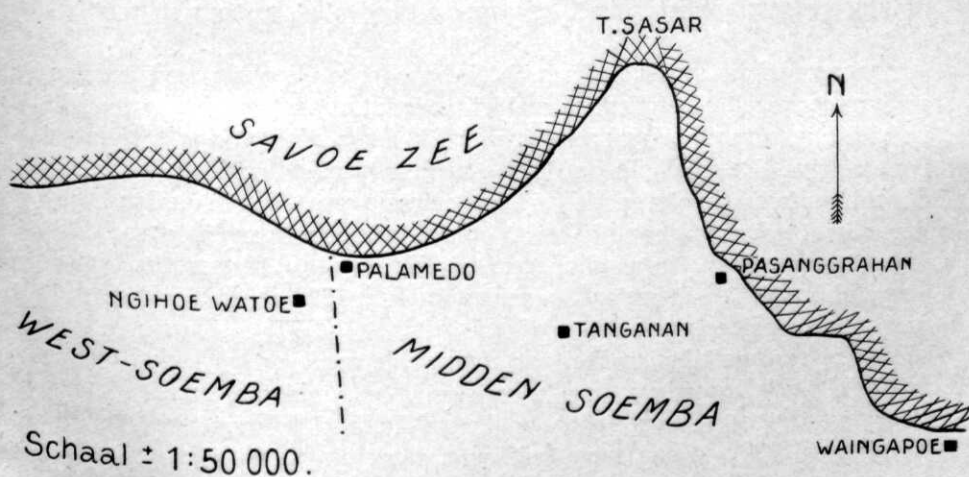 T. SASAR
N
SAVOE ZEE
PASANGGRAHAN
PALAMEDO
NGIHOE WATOE
TANGANAN
WEST-SOEMBA
MIDDEN SOEMBA
WAINGAPOE
Schaal ± 1:50 000.